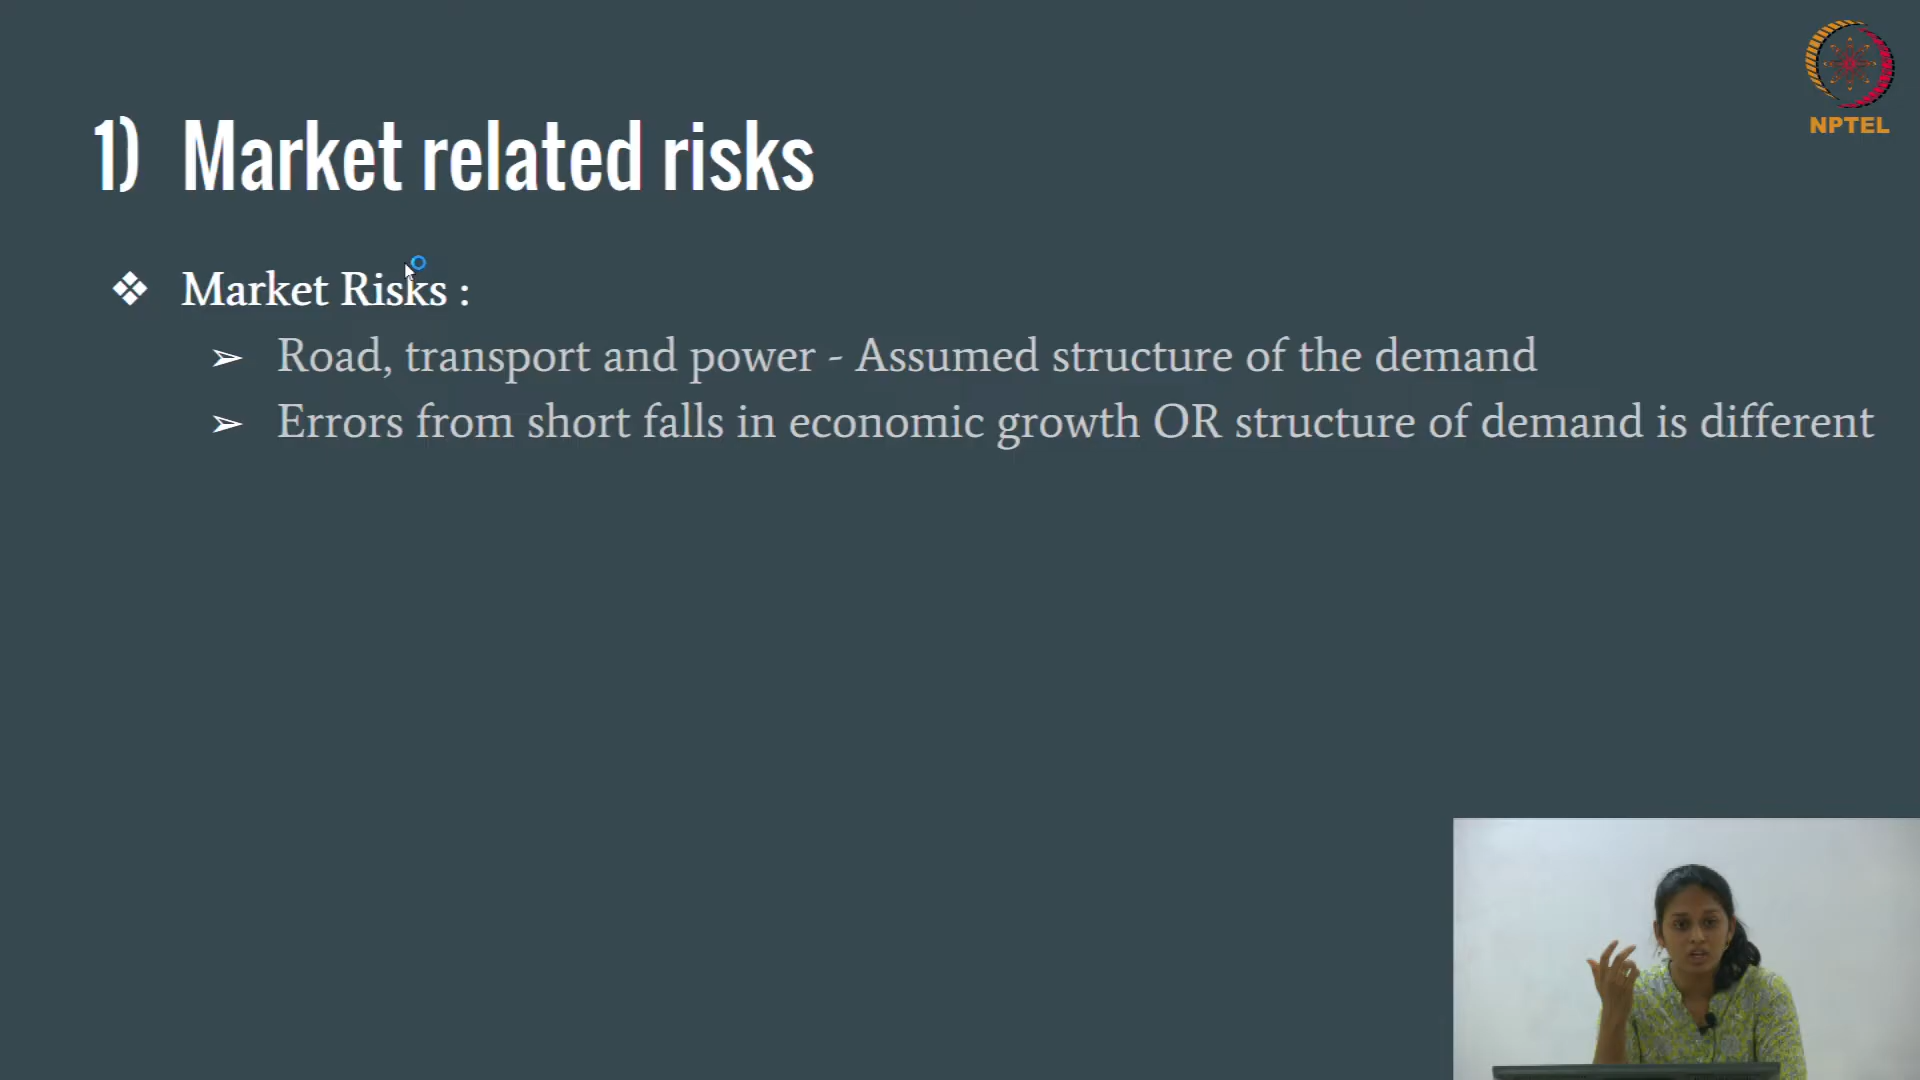 NPTEL
1) Market related risks
❖ Market Risks :
➢ Road, transport and power - Assumed structure of the demand
➢ Errors from short falls in economic growth OR structure of demand is different